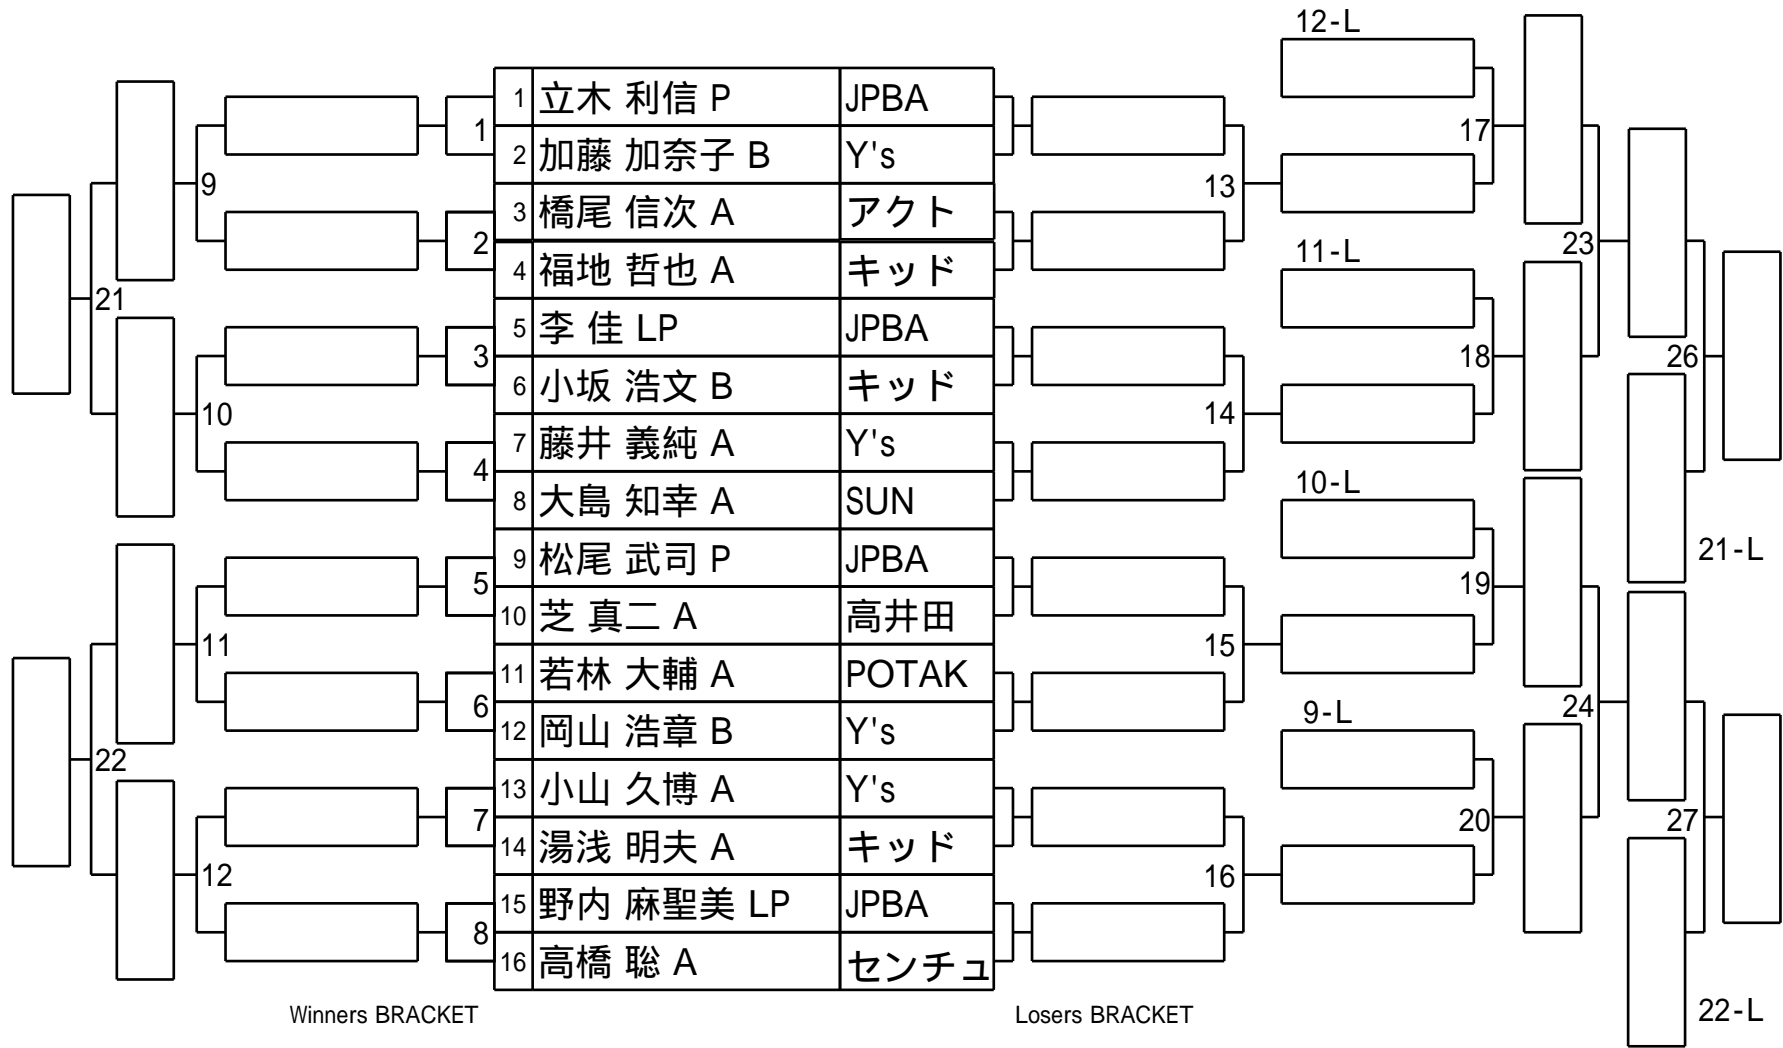 12-L
1 立木 利信 P JPBA
1
17
2 加藤 加奈子 B Y's
9
13
3 橋尾 信次 A アクト
2
23
4 福地 哲也 A キッド
11-L
21
5 李 佳 LP JPBA
3
18
26
6 小坂 浩文 B キッド
10
14
7 藤井 義純 A Y's
4
10-L
8 大島 知幸 A SUN
9 松尾 武司 P JPBA
21-L
5
19
10 芝 真二 A 高井田
11
15
11 若林 大輔 A POTAK
6
9-L
24
12 岡山 浩章 B Y's
22
13 小山 久博 A Y's
7
20
27
14 湯浅 明夫 A キッド
12
16
15 野内 麻聖美 LP JPBA
8
16 高橋 聡 A センチュ
Winners BRACKET
Losers BRACKET
22-L